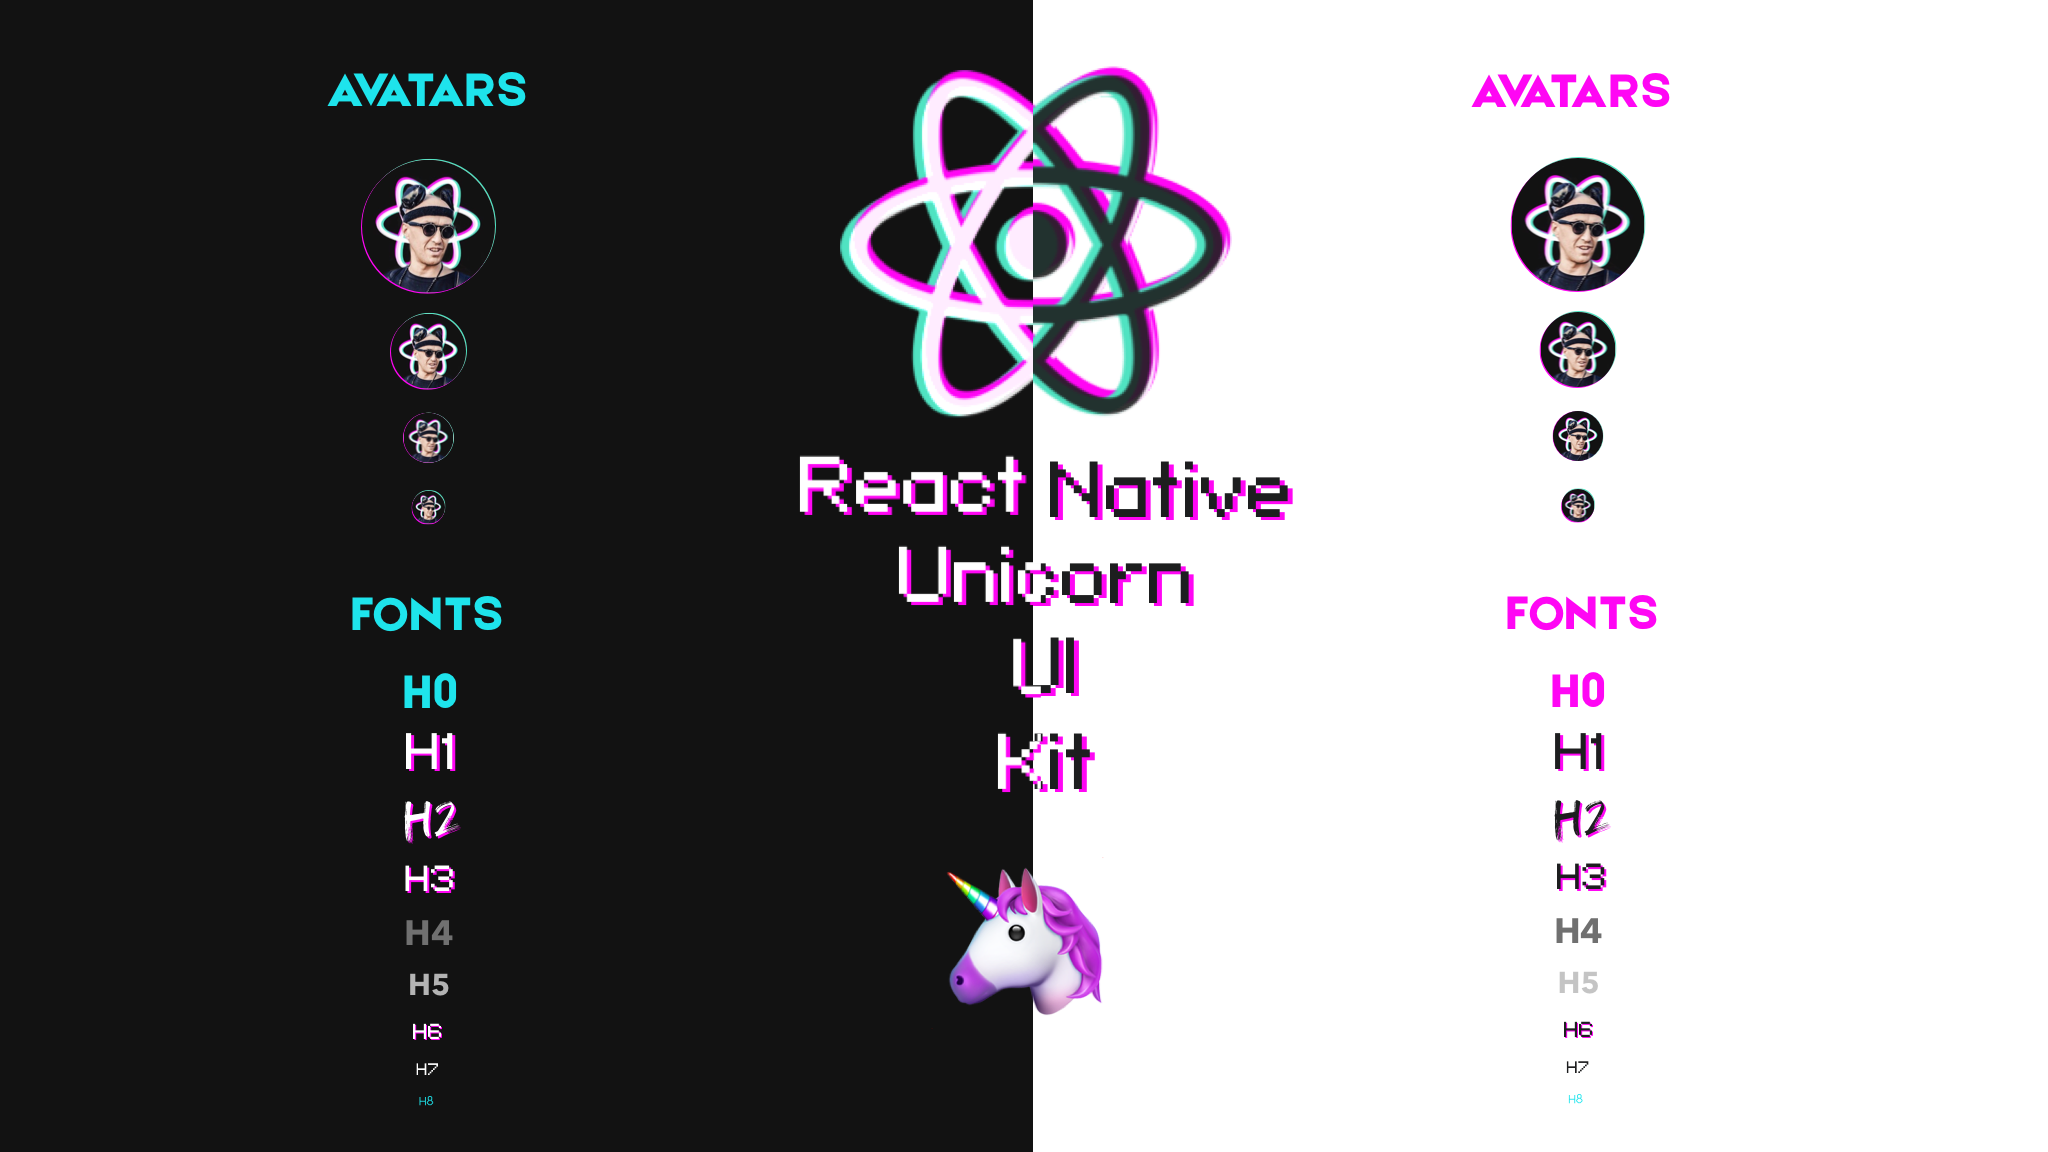 AVATARS
FONTS
H0
H1
H2
H3
H4
H5
H6
H7
H8
React Native
Unicorn
UI
Kit
AVATARS
FONTS
H0
H1
H2
H3
H4
H5
H6
H7
H8